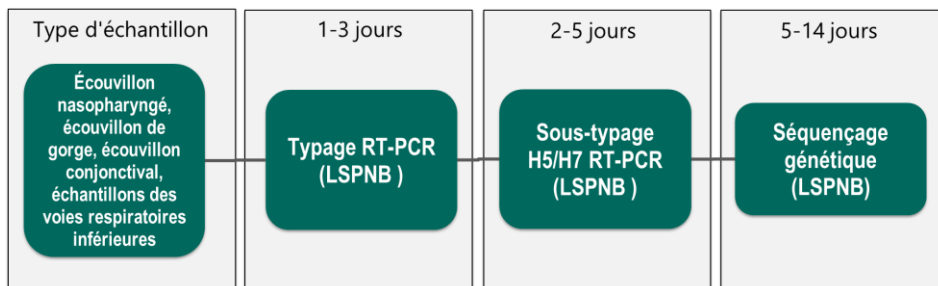 Type d'échantillon
Écouvillon
nasopharyngé,
écouvillon de
gorge, écouvillon
conjonctival,
échantillons des
voies respiratoires
inférieures
1-3 jours
Typage RT-PCR
(LSPNB )
2-5 jours
Sous-typage
H5/H7 RT-PCR
(LSPNB )
5-14 jours
Séquençage
génétique
(LSPNB)